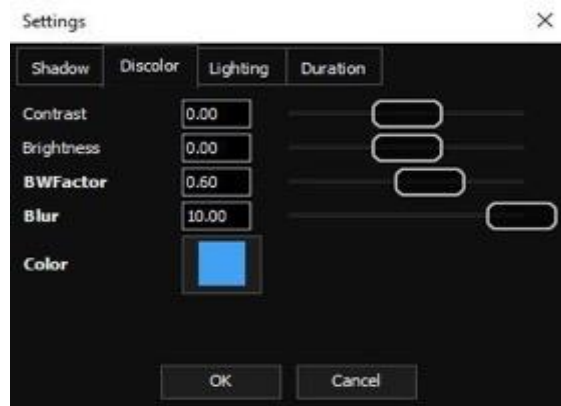 Settings
Shadow Discolor Lighting Duration
Contrast 0.00
Brightness 0.00
BWFactor 0.60
Blur 10.00
Color
OK Cancel